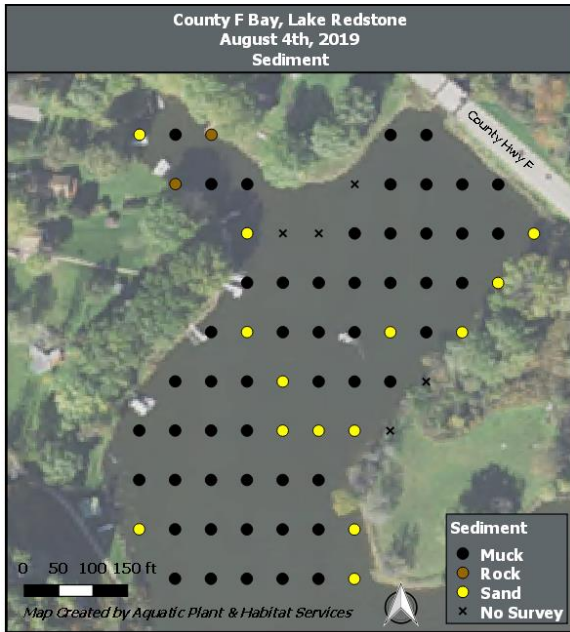 County F Bay, Lake Redstone
August 4th, 2019
Sediment
County Hwy F
Sediment
Muck
Rock
Sand
No Survey
0 50 100 150 ft
Map Created by Aquatic Plant & Habitat Services